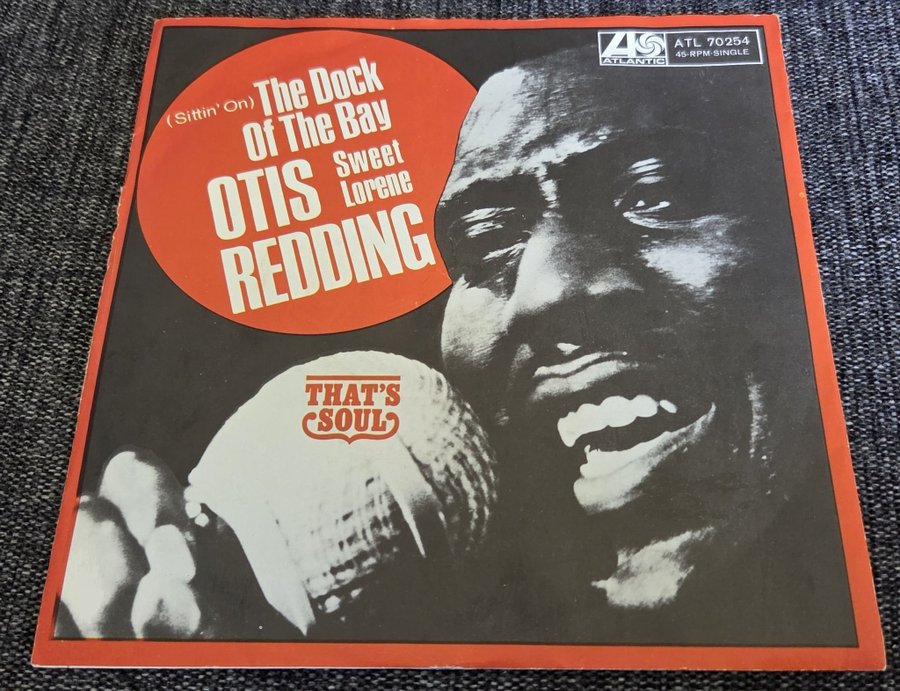 (Sittin' On) The Dock
Of The Bay
OTIS Sweet
Lorene
REDDING
ATLANTIC
ATL 70254
45-RPM-SINGLE
THAT'S
SOUL